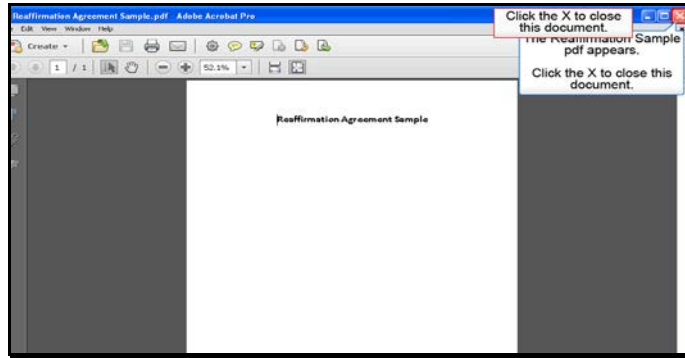 Reaffirmation Agreement Sample.pdf - Adobe Acrobat Pro
Edit View Window Help
Create
1 / 1
52.1%
Click the X to close
this document.
The Reaffirmation Sample
pdf appears.
Click the X to close this
document.
Reaffirmation Agreement Sample